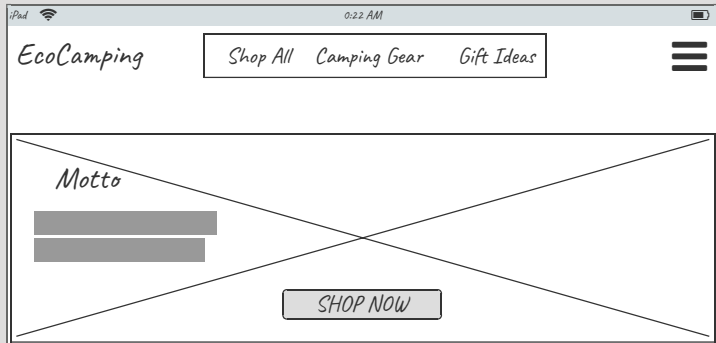 iPad 0:22 AM
EcoCamping Shop All Camping Gear Gift Ideas
Motto
SHOP NOW